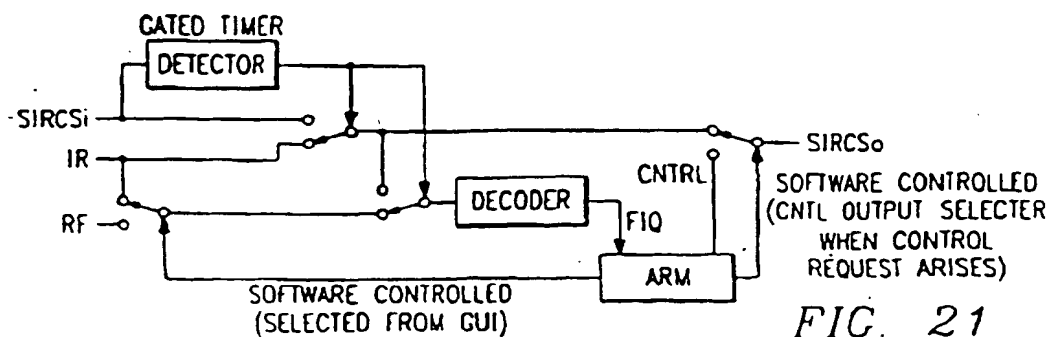 GATED TIMER
DETECTOR
SIRCSi
IR
RF
DECODER
FIQ
CNTRL
ARM
SIRCSo
SOFTWARE CONTROLLED
(CNTL OUTPUT SELECTER
WHEN CONTROL
REQUEST ARISES)
SOFTWARE CONTROLLED
(SELECTED FROM GUI)
FIG. 21